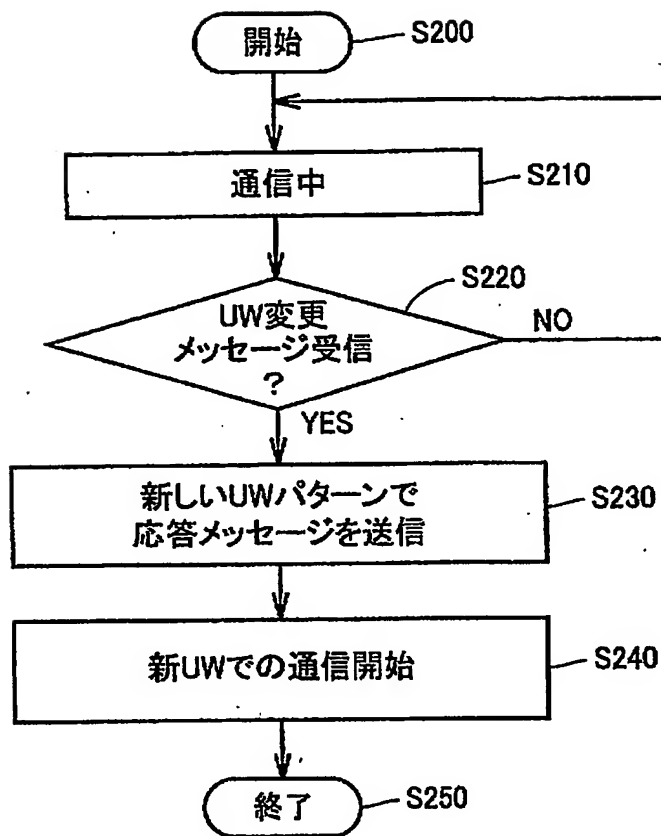 開始
S200
通信中
S210
S220
UW変更
メッセージ受信
?
NO
YES
新しいUWパターンで
応答メッセージを送信
S230
新UWでの通信開始
S240
終了
S250